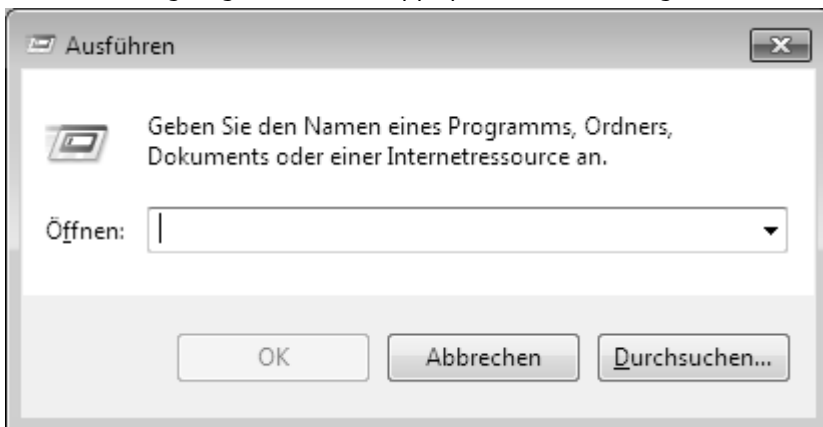 Ausführen
Geben Sie den Namen eines Programms, Ordners,
Dokuments oder einer Internetressource an.
Öffnen:
OK Abbrechen Durchsuchen...